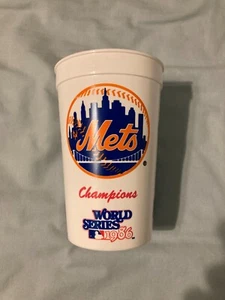 Mets
®
Champions
WORLD
SERIES
1986